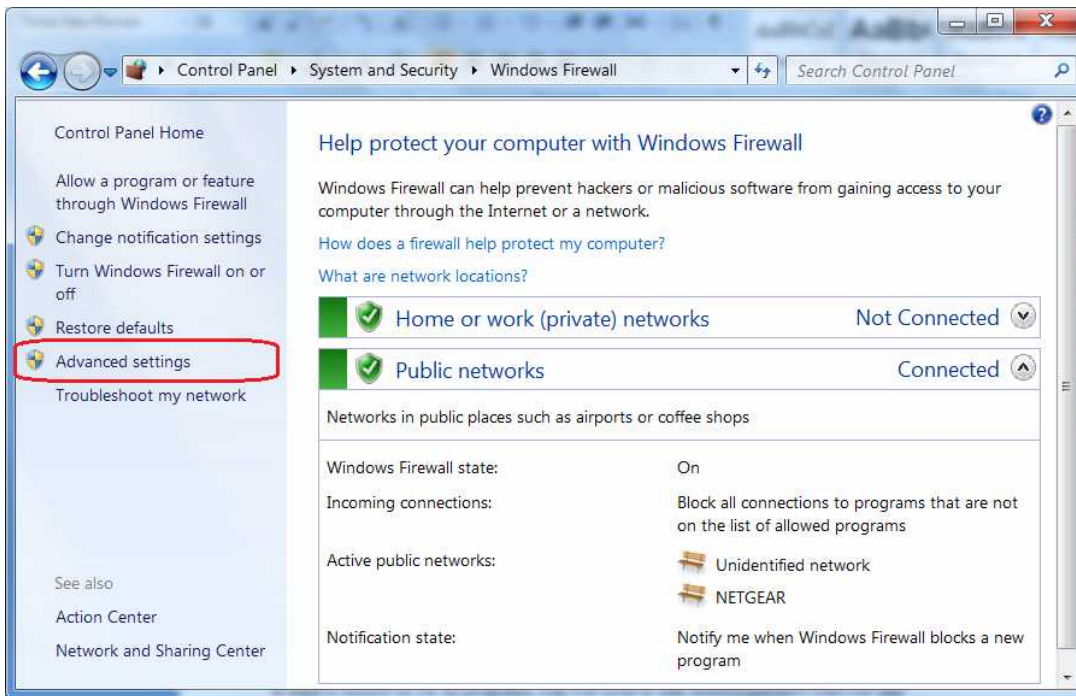 Control Panel
System and Security
Windows Firewall
Search Control Panel
Control Panel Home
Allow a program or feature
through Windows Firewall
Change notification settings
Turn Windows Firewall on or
off
Restore defaults
Advanced settings
Troubleshoot my network
See also
Action Center
Network and Sharing Center
Help protect your computer with Windows Firewall
Windows Firewall can help prevent hackers or malicious software from gaining access to your
computer through the Internet or a network.
How does a firewall help protect my computer?
What are network locations?
Home or work (private) networks Not Connected
Public networks Connected
Networks in public places such as airports or coffee shops
Windows Firewall state: On
Incoming connections: Block all connections to programs that are not
on the list of allowed programs
Active public networks: Unidentified network
NETGEAR
Notification state: Notify me when Windows Firewall blocks a new
program